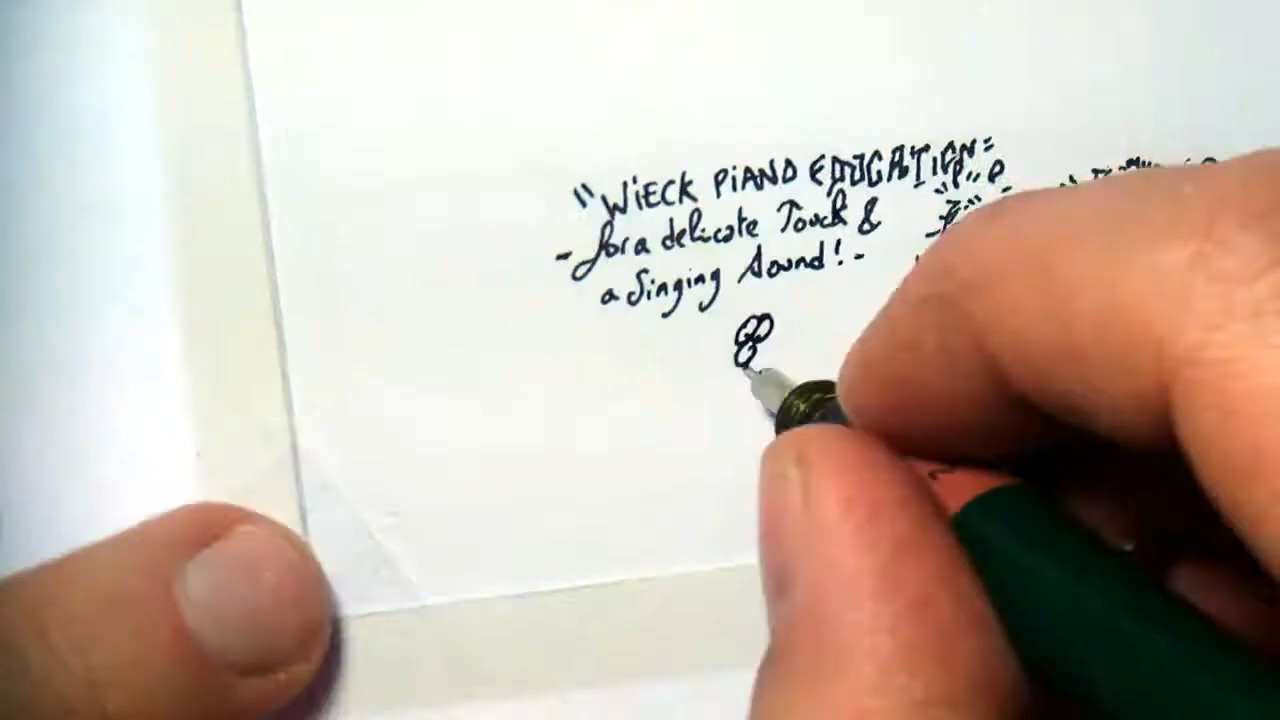 "WiECK PiANO EDUCATION=
- for a delicate Touch &
a Singing Sound! -